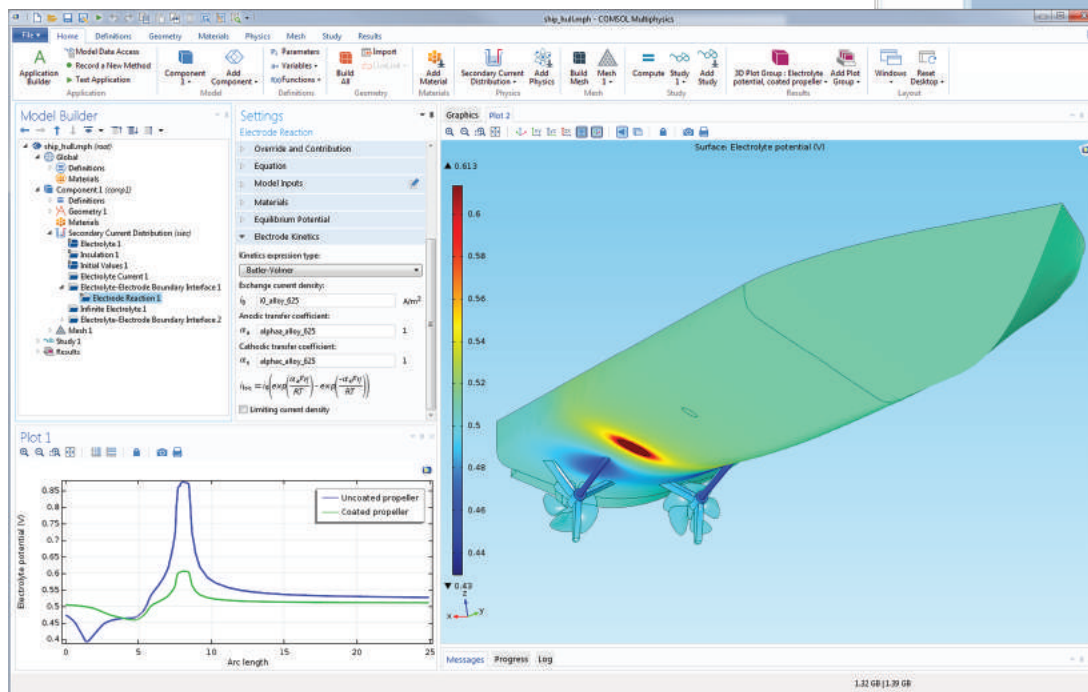 ship_hull.mph - COMSOL Multiphysics
File Home Definitions Geometry Materials Physics Mesh Study Results
Application Builder
Model Data Access
Record a New Method
Test Application
Application
Component 1
Add Component
Model
Pi Parameters
a= Variables
f(x) Functions
Definitions
Build All
Import
LiveLink
Geometry
Add Material
Materials
Secondary Current Distribution
Add Physics
Physics
Build Mesh
Mesh 1
Mesh
Compute
Study 1
Add Study
Study
3D Plot Group : Electrolyte potential, coated propeller
Add Plot Group
Results
Windows
Reset Desktop
Layout
Model Builder
ship_hull.mph (root)
Global
Definitions
Materials
Component 1 (comp1)
Definitions
Geometry 1
Materials
Secondary Current Distribution (siec)
Electrolyte 1
Insulation 1
Initial Values 1
Electrolyte Current 1
Electrolyte-Electrode Boundary Interface 1
Electrode Reaction 1
Infinite Electrolyte 1
Electrolyte-Electrode Boundary Interface 2
Mesh 1
Study 1
Results
Settings
Electrode Reaction
Override and Contribution
Equation
Model Inputs
Materials
Equilibrium Potential
Electrode Kinetics
Kinetics expression type:
Butler-Volmer
Exchange current density:
i0 i0_alloy_625 A/m²
Anodic transfer coefficient:
αa alphaa_alloy_625 1
Cathodic transfer coefficient:
αc alphac_alloy_625 1
iloc = i0(exp(αaFη/RT) - exp(-αcFη/RT))
Limiting current density
Graphics Plot 2
Surface: Electrolyte potential (V)
▲ 0.613
0.6
0.58
0.56
0.54
0.52
0.5
0.48
0.46
0.44
▼ 0.43
z
y
x
Plot 1
Uncoated propeller
Coated propeller
Electrolyte potential (V)
0.85
0.8
0.75
0.7
0.65
0.6
0.55
0.5
0.45
0.4
0 5 10 15 20 25
Arc length
Messages Progress Log
1.32 GB | 1.39 GB